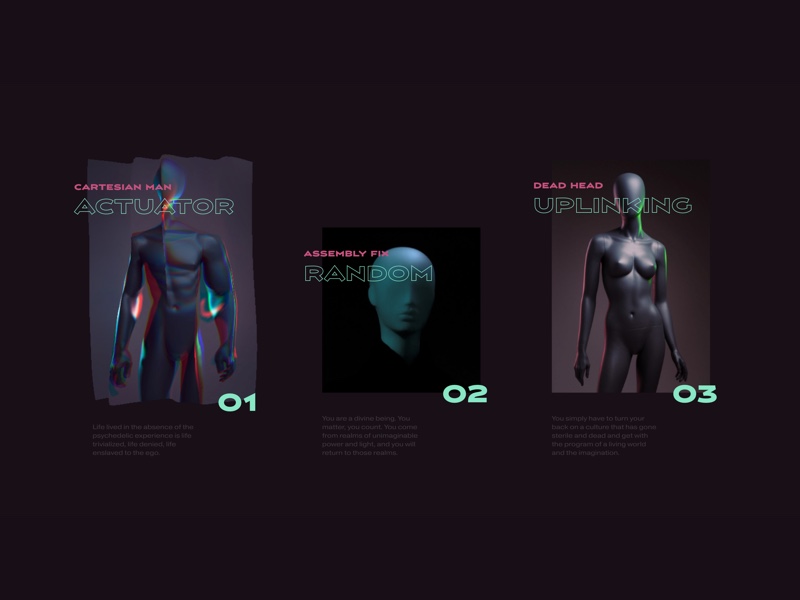 CARTESIAN MAN
ACTUATOR
01
Life lived in the absence of the
psychedelic experience is life
trivialized, life denied, life
enslaved to the ego.
ASSEMBLY FIX
RANDOM
02
You are a divine being. You
matter, you count. You come
from realms of unimaginable
power and light, and you will
return to those realms.
DEAD HEAD
UPLINKING
03
You simply have to turn your
back on a culture that has gone
sterile and dead and get with
the program of a living world
and the imagination.